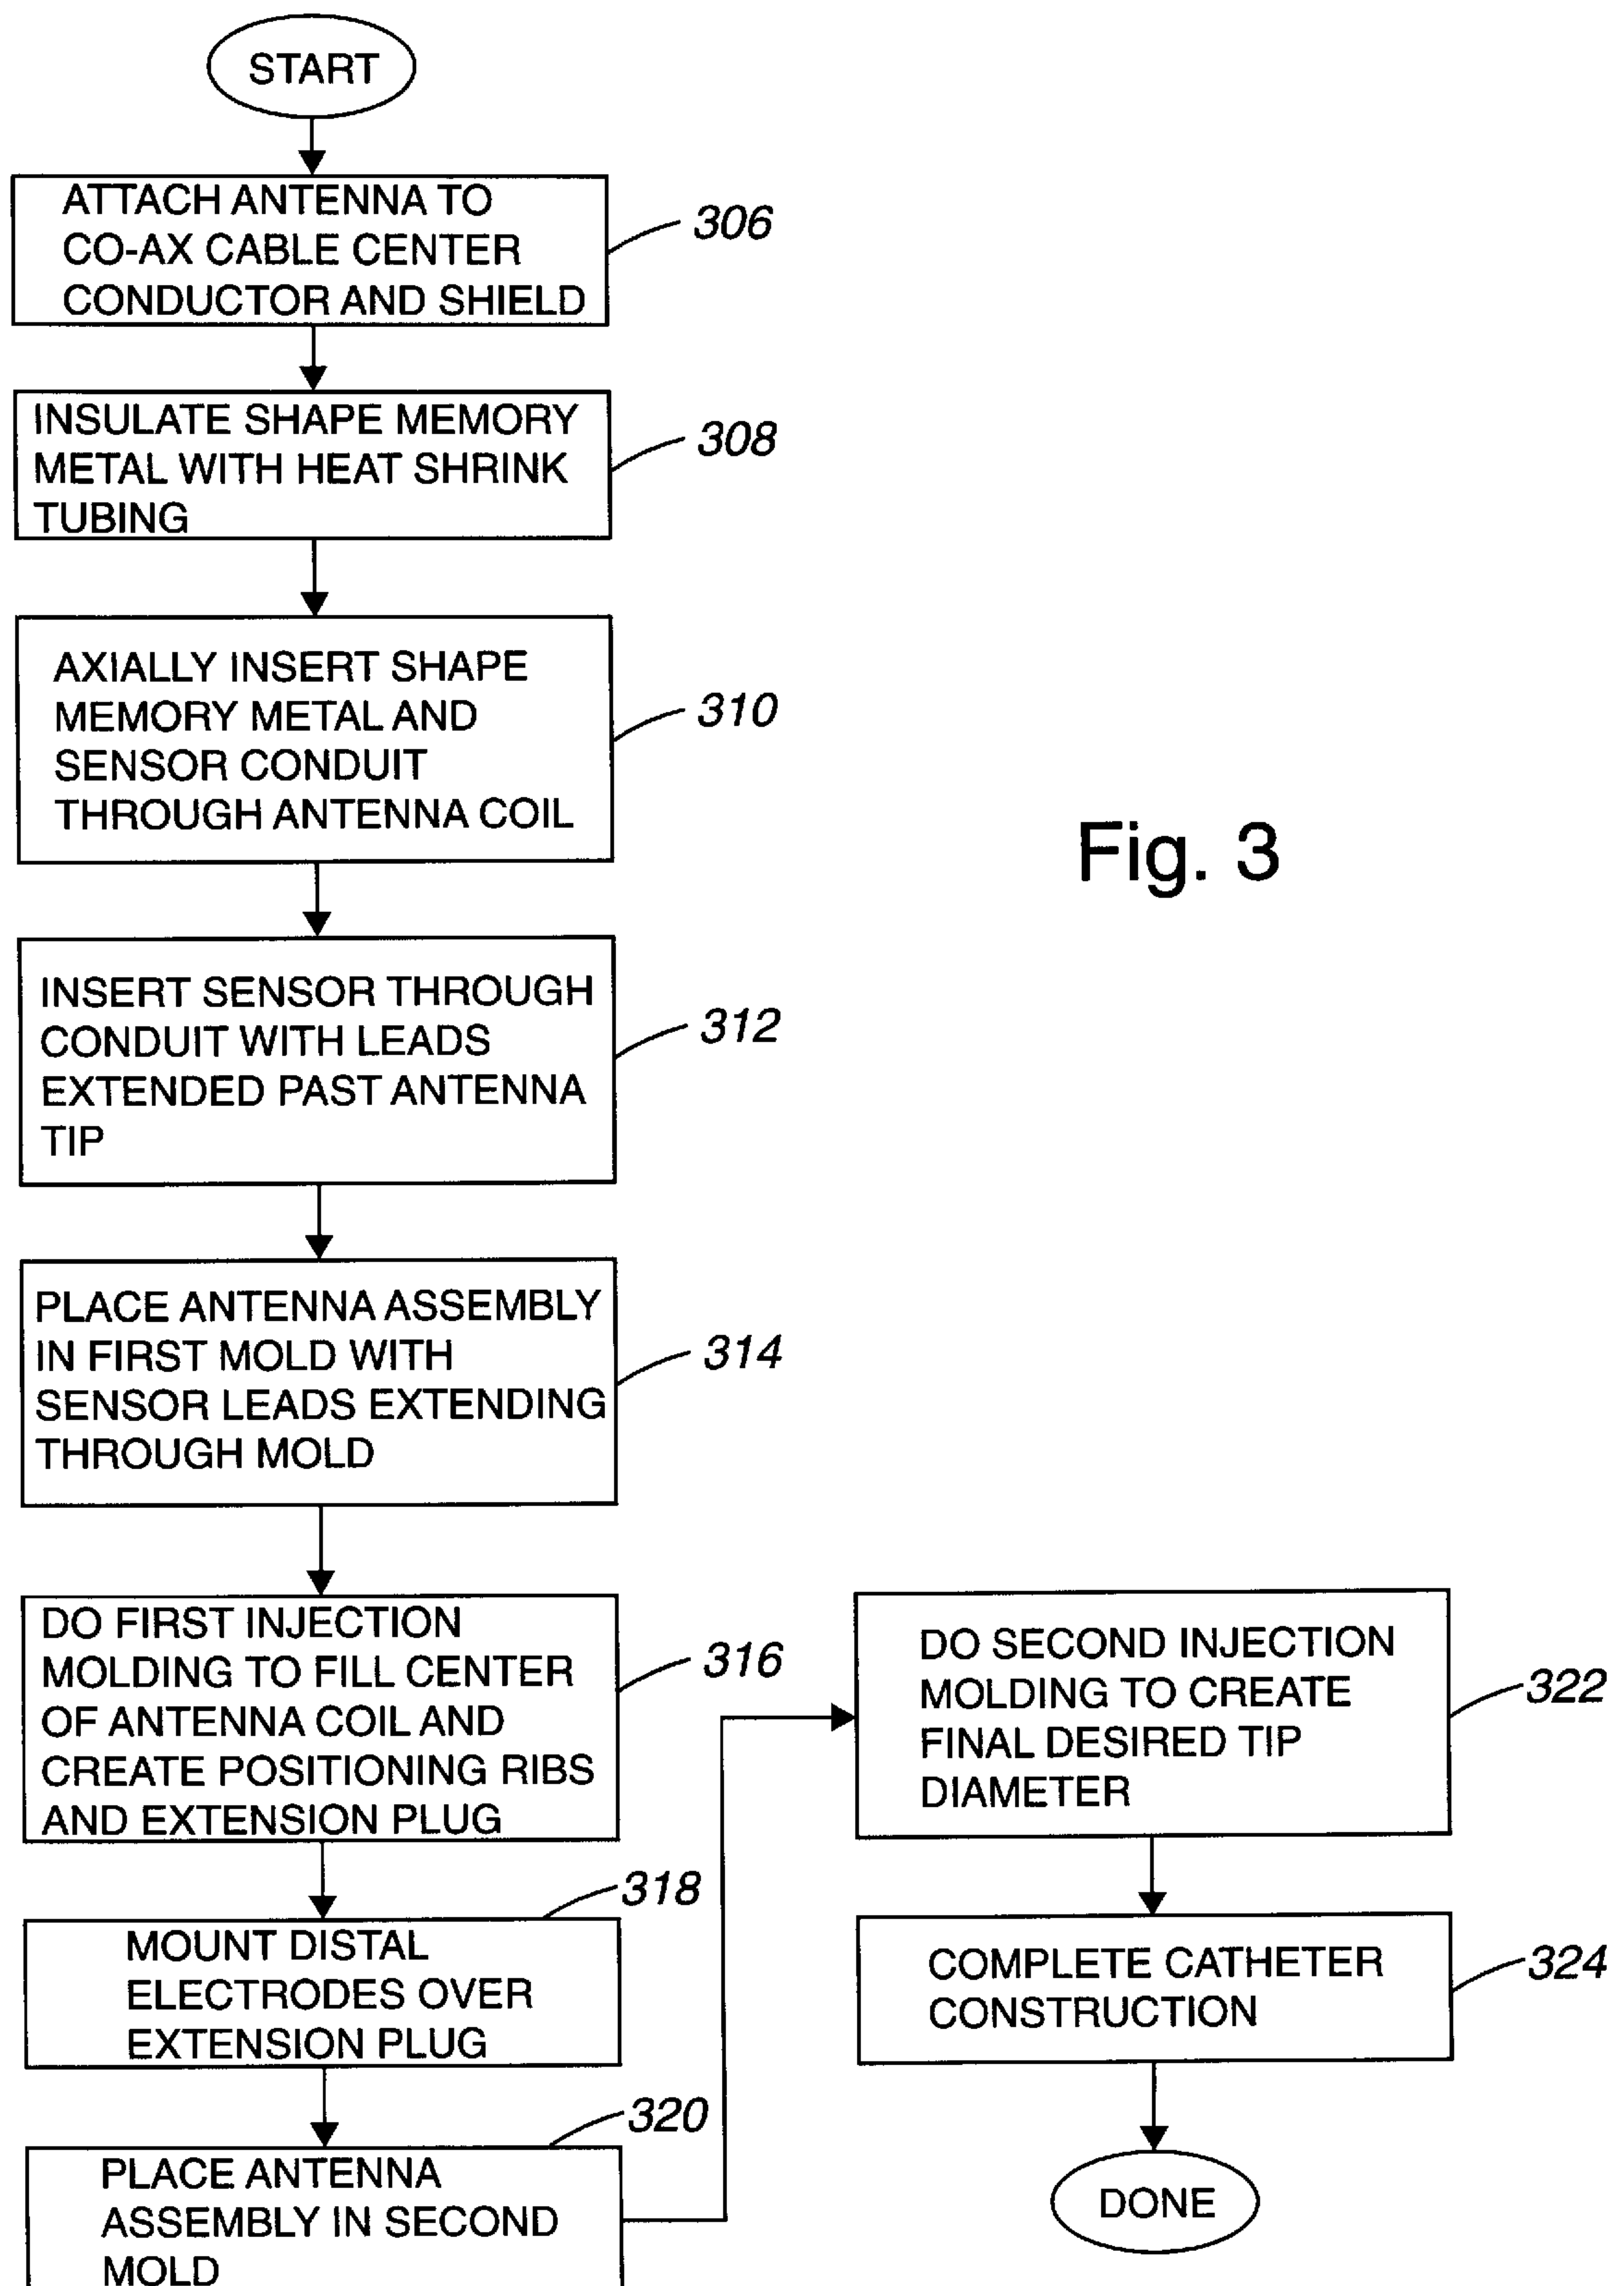 START
ATTACH ANTENNA TO
CO-AX CABLE CENTER
CONDUCTOR AND SHIELD
306
INSULATE SHAPE MEMORY
METAL WITH HEAT SHRINK
TUBING
308
AXIALLY INSERT SHAPE
MEMORY METAL AND
SENSOR CONDUIT
THROUGH ANTENNA COIL
310
INSERT SENSOR THROUGH
CONDUIT WITH LEADS
EXTENDED PAST ANTENNA
TIP
312
PLACE ANTENNA ASSEMBLY
IN FIRST MOLD WITH
SENSOR LEADS EXTENDING
THROUGH MOLD
314
DO FIRST INJECTION
MOLDING TO FILL CENTER
OF ANTENNA COIL AND
CREATE POSITIONING RIBS
AND EXTENSION PLUG
316
MOUNT DISTAL
ELECTRODES OVER
EXTENSION PLUG
318
PLACE ANTENNA
ASSEMBLY IN SECOND
MOLD
320
DO SECOND INJECTION
MOLDING TO CREATE
FINAL DESIRED TIP
DIAMETER
322
COMPLETE CATHETER
CONSTRUCTION
324
DONE
Fig. 3